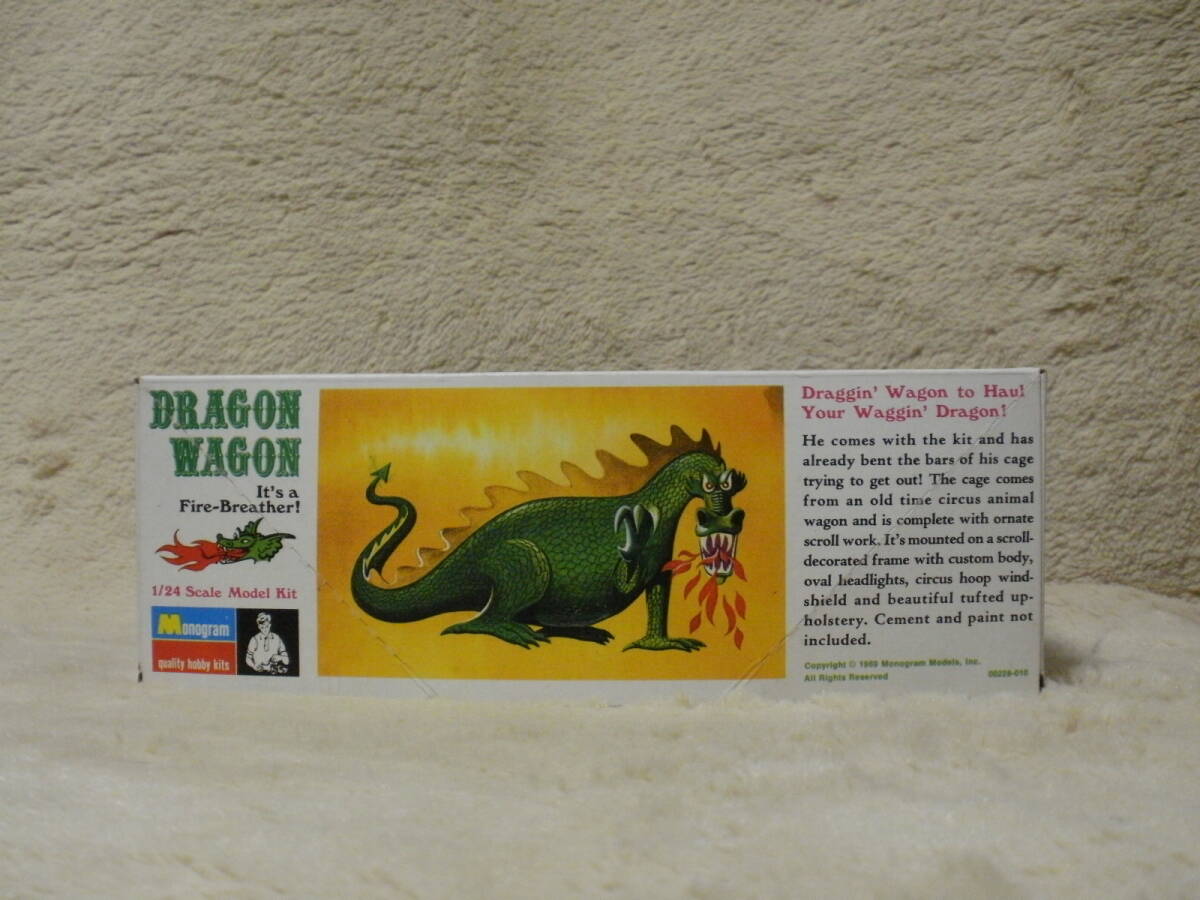 DRAGON
WAGON
It's a
Fire-Breather!
1/24 Scale Model Kit
Monogram
quality hobby kits
Draggin' Wagon to Haul
Your Waggin' Dragon!
He comes with the kit and has
already bent the bars of his cage
trying to get out! The cage comes
from an old time circus animal
wagon and is complete with ornate
scroll work. It's mounted on a scroll-
decorated frame with custom body,
oval headlights, circus hoop wind-
shield and beautiful tufted up-
holstery. Cement and paint not
included.
Copyright © 1969 Monogram Models, Inc.
All Rights Reserved
00228-010